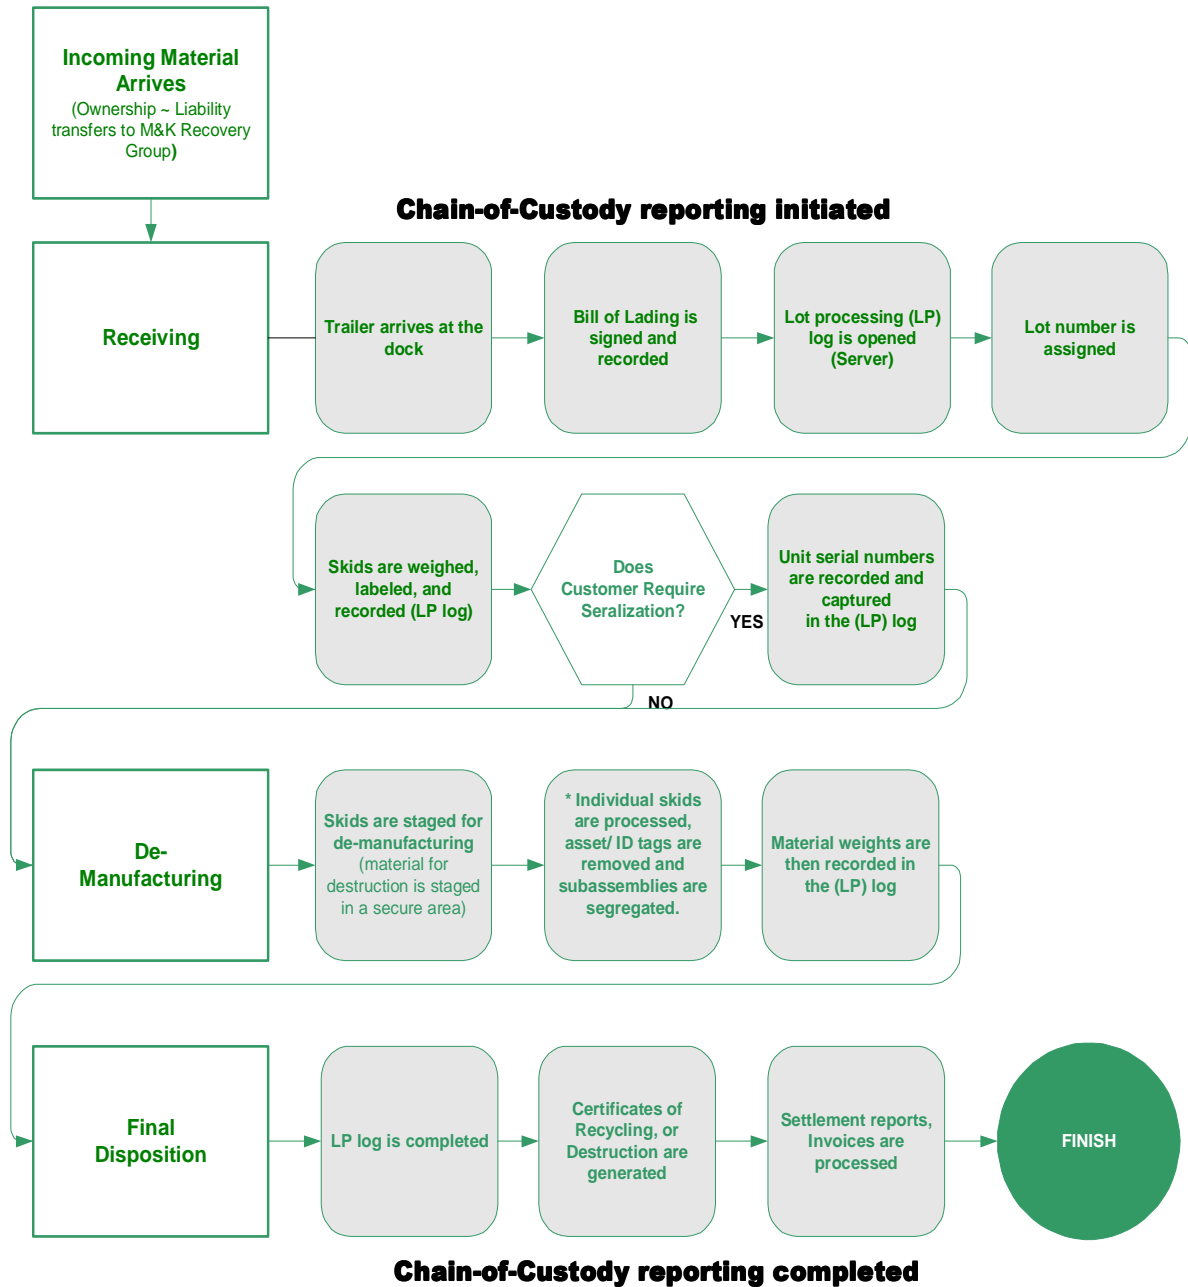 Incoming Material
Arrives
(Ownership ~ Liability
transfers to M&K Recovery
Group)
Chain-of-Custody reporting initiated
Receiving
Trailer arrives at the
dock
Bill of Lading is
signed and
recorded
Lot processing (LP)
log is opened
(Server)
Lot number is
assigned
Skids are weighed,
labeled, and
recorded (LP log)
Does
Customer Require
Seralization?
YES
NO
Unit serial numbers
are recorded and
captured
in the (LP) log
De-
Manufacturing
Skids are staged for
de-manufacturing
(material for
destruction is staged
in a secure area)
* Individual skids
are processed,
asset/ ID tags are
removed and
subassemblies are
segregated.
Material weights are
then recorded in
the (LP) log
Final
Disposition
LP log is completed
Certificates of
Recycling, or
Destruction are
generated
Settlement reports,
Invoices are
processed
FINISH
Chain-of-Custody reporting completed